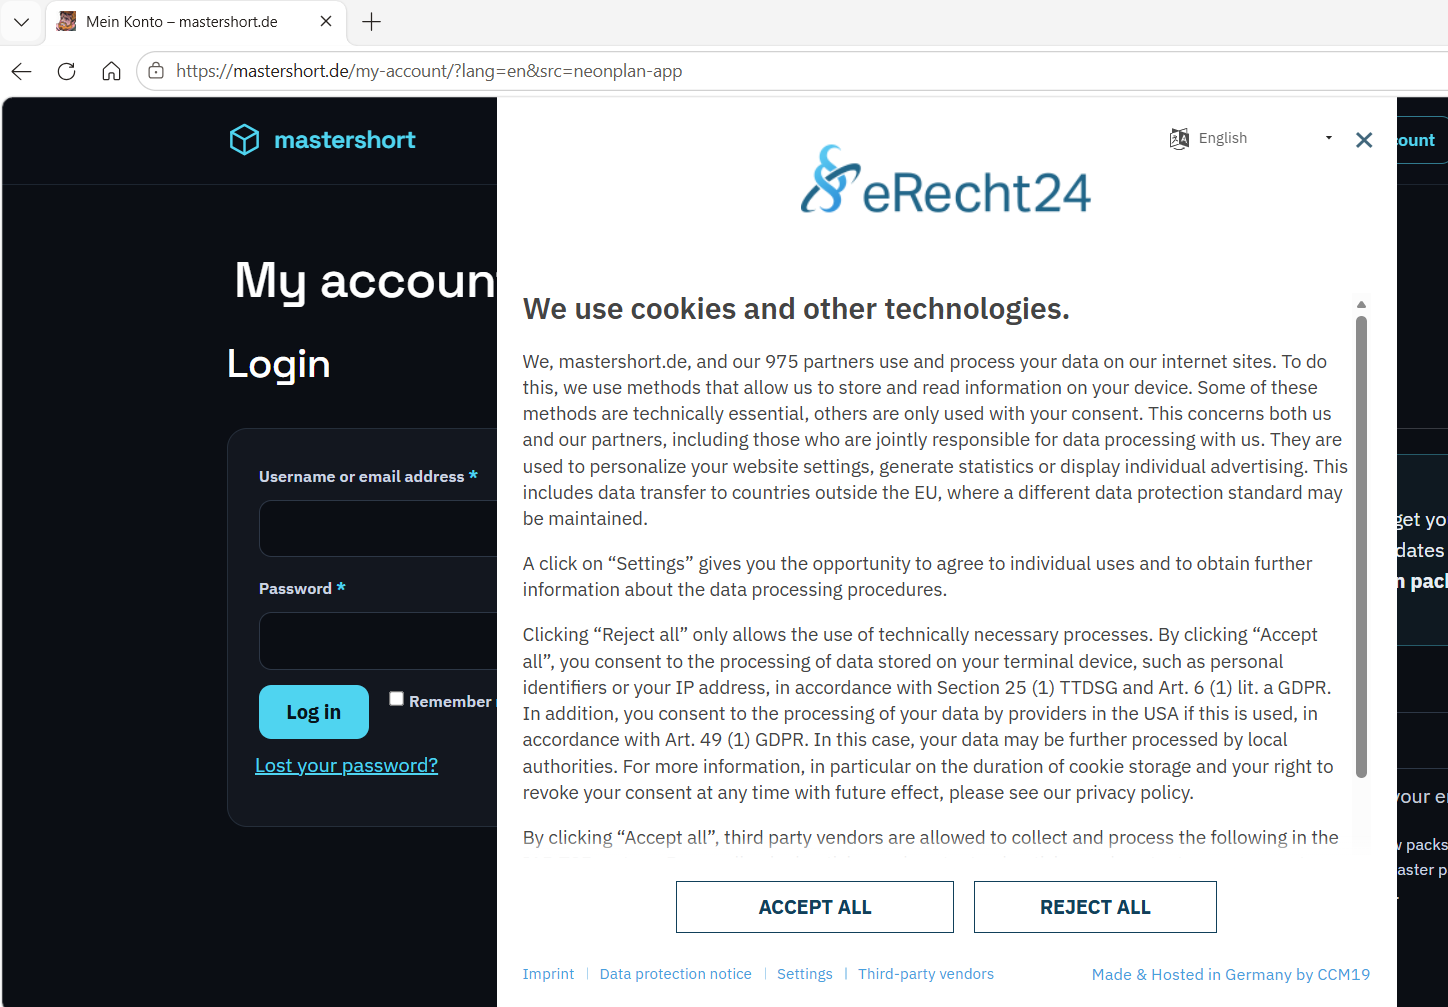 Mein Konto – mastershort.de
https://mastershort.de/my-account/?lang=en&src=neonplan-app
mastershort
My accoun
Login
Username or email address *
Password *
Log in
Remember
Lost your password?
English
eRecht24
We use cookies and other technologies.
We, mastershort.de, and our 975 partners use and process your data on our internet sites. To do
this, we use methods that allow us to store and read information on your device. Some of these
methods are technically essential, others are only used with your consent. This concerns both us
and our partners, including those who are jointly responsible for data processing with us. They are
used to personalize your website settings, generate statistics or display individual advertising. This
includes data transfer to countries outside the EU, where a different data protection standard may
be maintained.
A click on “Settings” gives you the opportunity to agree to individual uses and to obtain further
information about the data processing procedures.
Clicking “Reject all” only allows the use of technically necessary processes. By clicking “Accept
all”, you consent to the processing of data stored on your terminal device, such as personal
identifiers or your IP address, in accordance with Section 25 (1) TTDSG and Art. 6 (1) lit. a GDPR.
In addition, you consent to the processing of your data by providers in the USA if this is used, in
accordance with Art. 49 (1) GDPR. In this case, your data may be further processed by local
authorities. For more information, in particular on the duration of cookie storage and your right to
revoke your consent at any time with future effect, please see our privacy policy.
By clicking “Accept all”, third party vendors are allowed to collect and process the following in the
ACCEPT ALL
REJECT ALL
Imprint
Data protection notice
Settings
Third-party vendors
Made & Hosted in Germany by CCM19
ount
get yo
dates
n pack
your e
packs
aster p